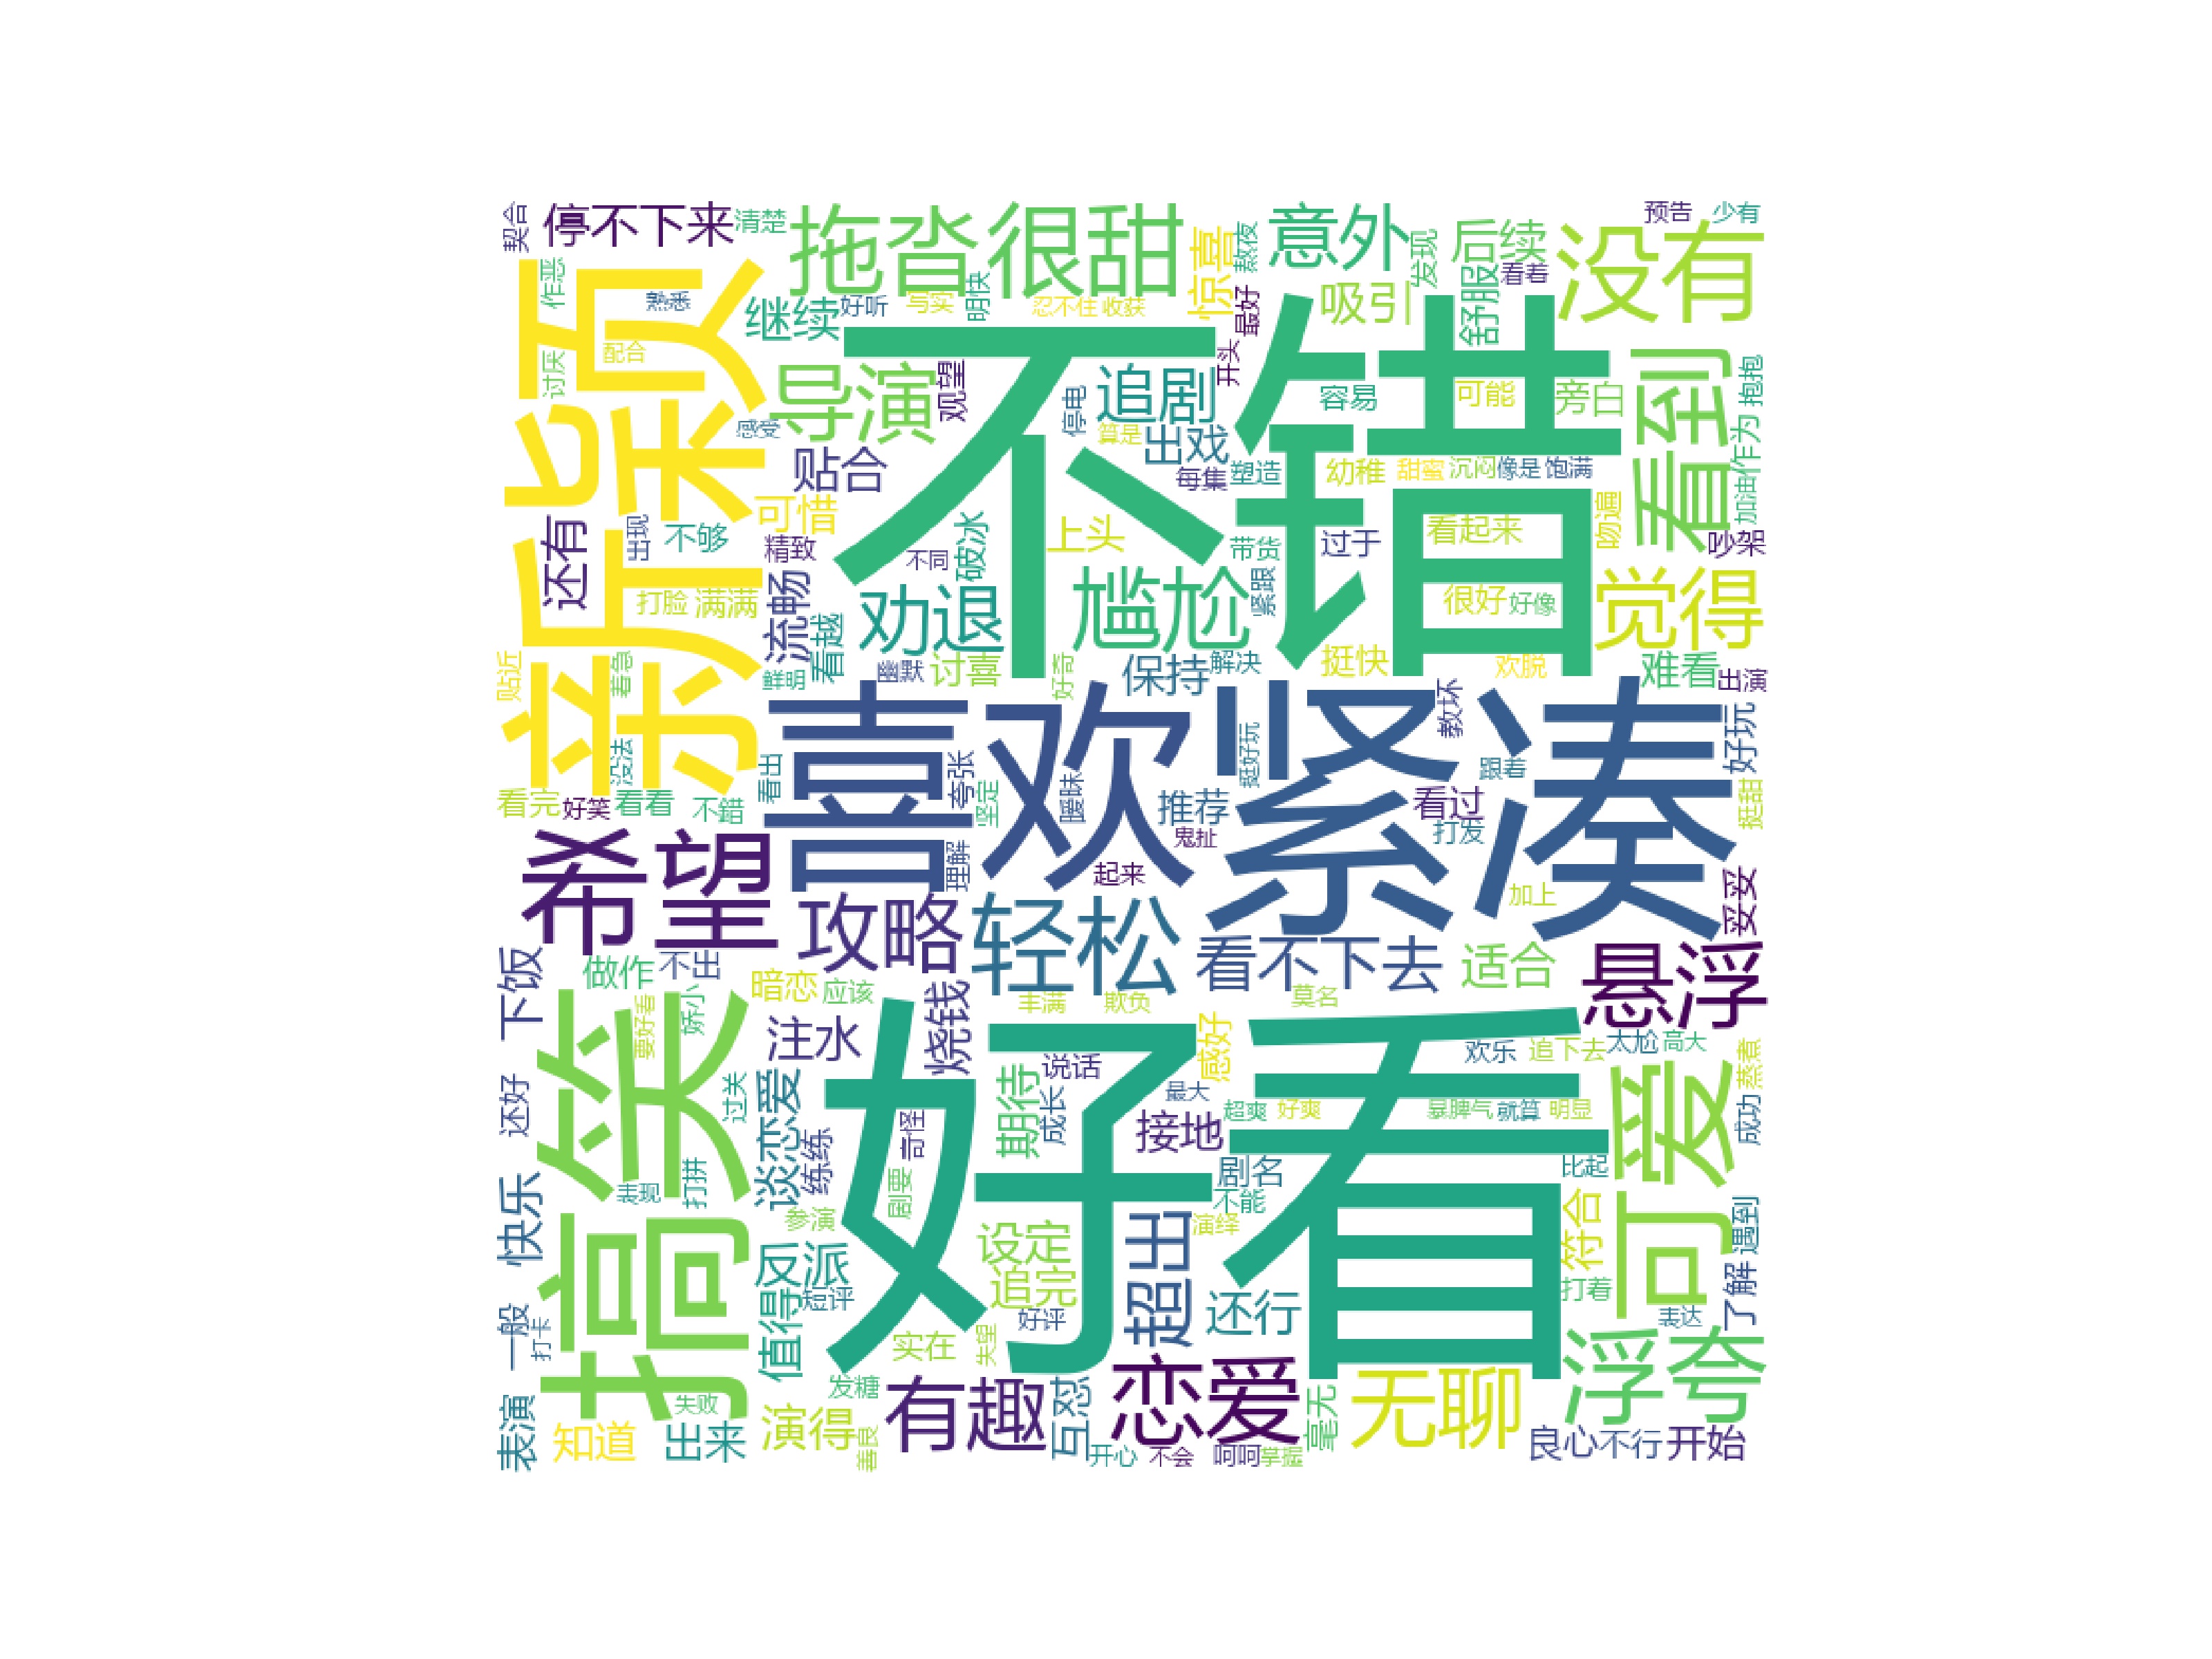 契合
停不下来
清楚
拖沓
很甜
惊喜
熬夜
意外
发现
后续
看着
没有
预告
少有
作恶
熟悉
新颖
讨厌
配合
继续
好听
写实
明快
忍不住
收获
最好
吸引
舒服
不错
导演
感受
观望
追剧
停电
算是
出戏
每集
塑造
开头
容易
可能
旁白
看到
抱抱
加油
作为
贴合
幼稚
甜蜜
沉闷
像是
饱满
可惜
还有
出现
不够
精致
不同
破冰
上头
带货
过于
看起来
吻遍
吵架
打脸
满满
流畅
看越
劝退
尴尬
紧跟
很好
好像
觉得
贴近
着急
鲜明
幽默
讨喜
好奇
保持
解决
挺快
欢脱
难看
出演
没法
看出
喜欢
夸张
坚定
暧昧
挺好玩
紧凑
教坏
跟着
好玩
看完
好笑
看看
不錯
推荐
鬼扯
看过
打发
挺甜
希望
理解
起来
加上
妥妥
攻略
轻松
看不下去
适合
悬浮
下饭
做作
不出
暗恋
应该
烧钱
丰满
欺负
莫名
搞笑
要好看
娇小
注水
好看
期待
说话
感好
欢乐
追下去
太尬
高大
蒸煮
还好
过关
谈恋爱
练练
奇怪
成长
最大
接地
超爽
好爽
暴脾气
就算
明显
可爱
成功
快乐
表现
打拼
剧要
剧名
不能
比起
参演
设定
超出
演绎
符合
遇到
反派
值得
短评
追完
好评
还行
打着
表达
了解
一般
打卡
实在
失望
恋爱
浮夸
表演
失败
发糖
有趣
互怼
毫无
无聊
知道
出来
演得
善良
开心
不会
呵呵
掌握
良心
不行
开始